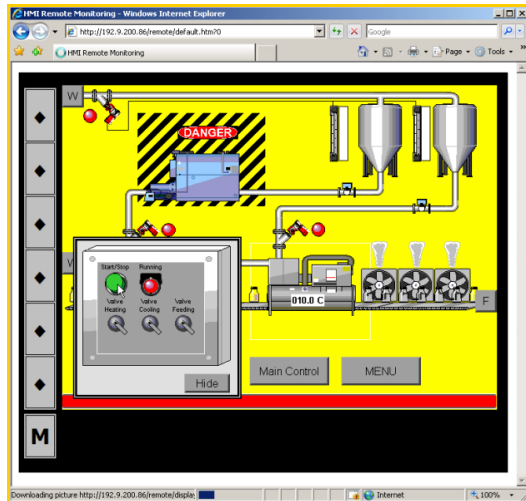 HMI Remote Monitoring - Windows Internet Explorer
http://192.9.200.86/remote/default.htm?0
Google
HMI Remote Monitoring
Page
Tools
W
DANGER
Start/Stop Running
010.0 C
F
Valve Valve Valve
Heating Cooling Feeding
Main Control
MENU
Hide
M
Downloading picture http://192.9.200.86/remote/display
Internet
100%